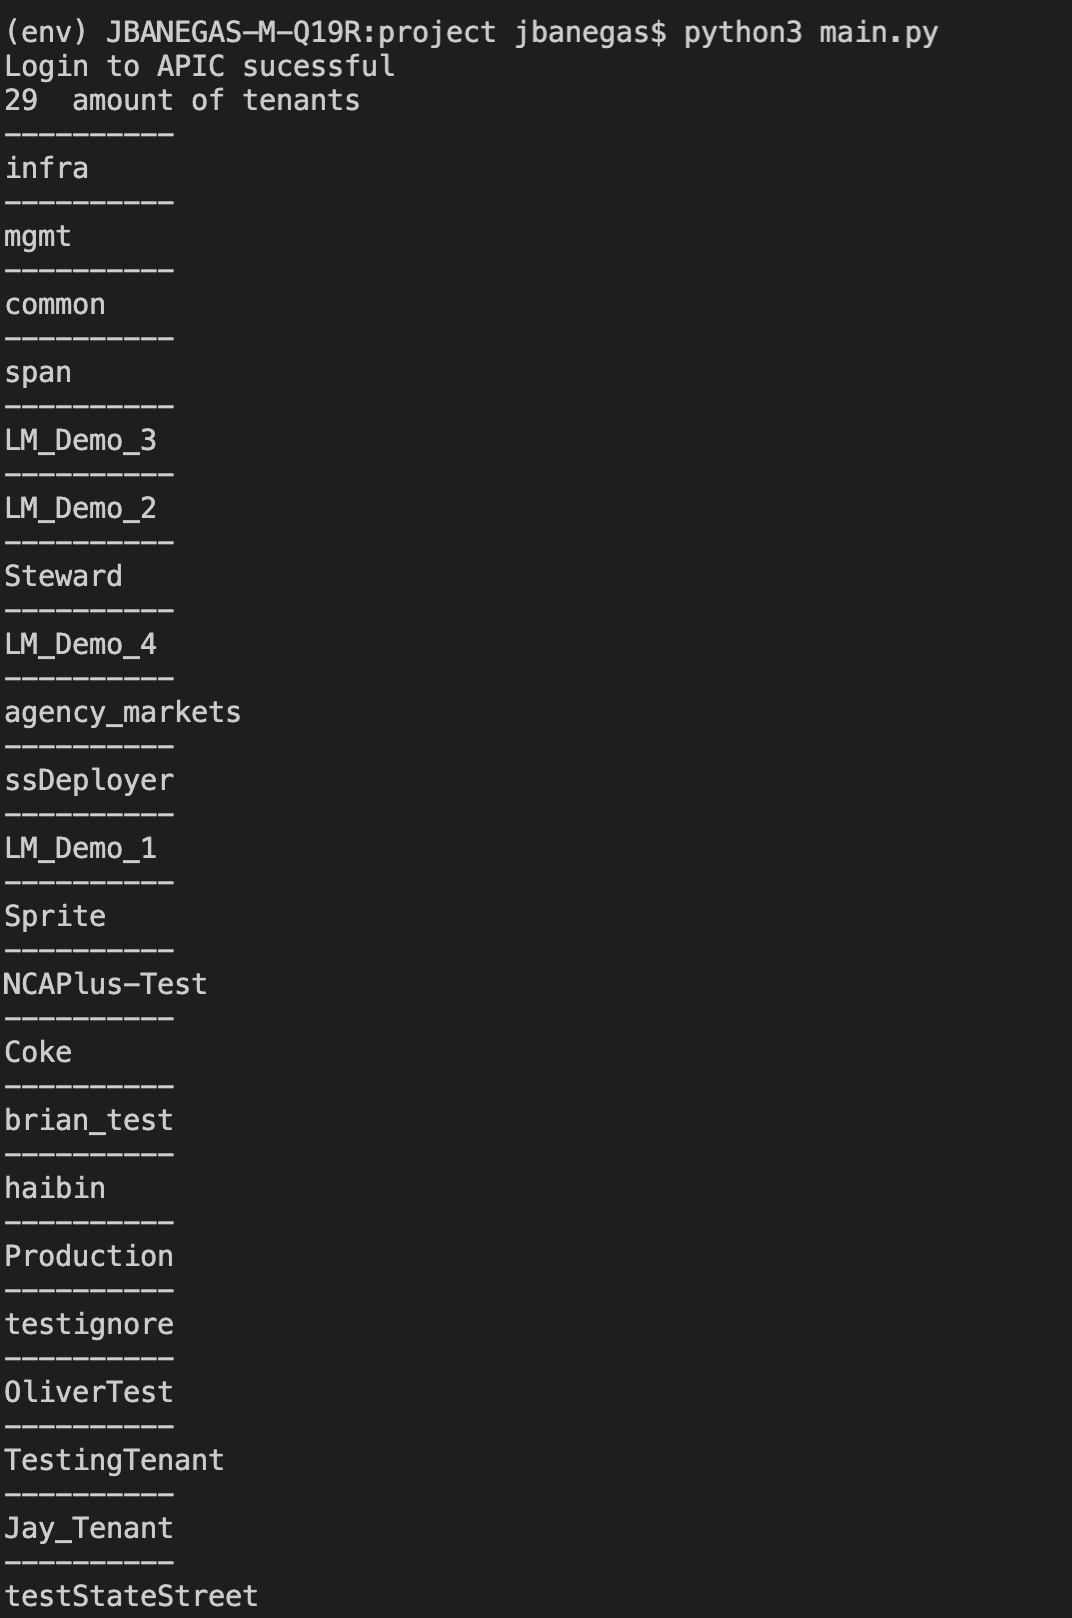 (env) JBANEGAS-M-Q19R:project jbanegas$ python3 main.py
Login to APIC sucessful
29  amount of tenants
----------
infra
----------
mgmt
----------
common
----------
span
----------
LM_Demo_3
----------
LM_Demo_2
----------
Steward
----------
LM_Demo_4
----------
agency_markets
----------
ssDeployer
----------
LM_Demo_1
----------
Sprite
----------
NCAPlus-Test
----------
Coke
----------
brian_test
----------
haibin
----------
Production
----------
testignore
----------
OliverTest
----------
TestingTenant
----------
Jay_Tenant
----------
testStateStreet